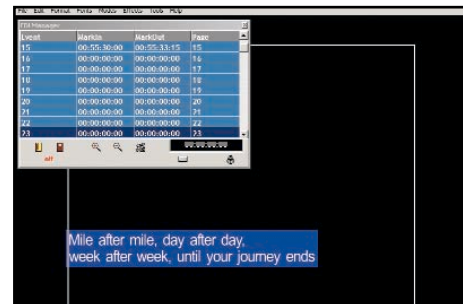 File Edit Format Fonts Modes Effects Tools Help
EDL Manager
Event MarkIn MarkOut Page
15 00:55:30:00 00:55:33:15 15
16 00:00:00:00 00:00:00:00 16
17 00:00:00:00 00:00:00:00 17
18 00:00:00:00 00:00:00:00 18
19 00:00:00:00 00:00:00:00 19
20 00:00:00:00 00:00:00:00 20
21 00:00:00:00 00:00:00:00 21
22 00:00:00:00 00:00:00:00 22
23 00:00:00:00 00:00:00:00 23
00:00:00:00
off
Mile after mile, day after day,
week after week, until your journey ends